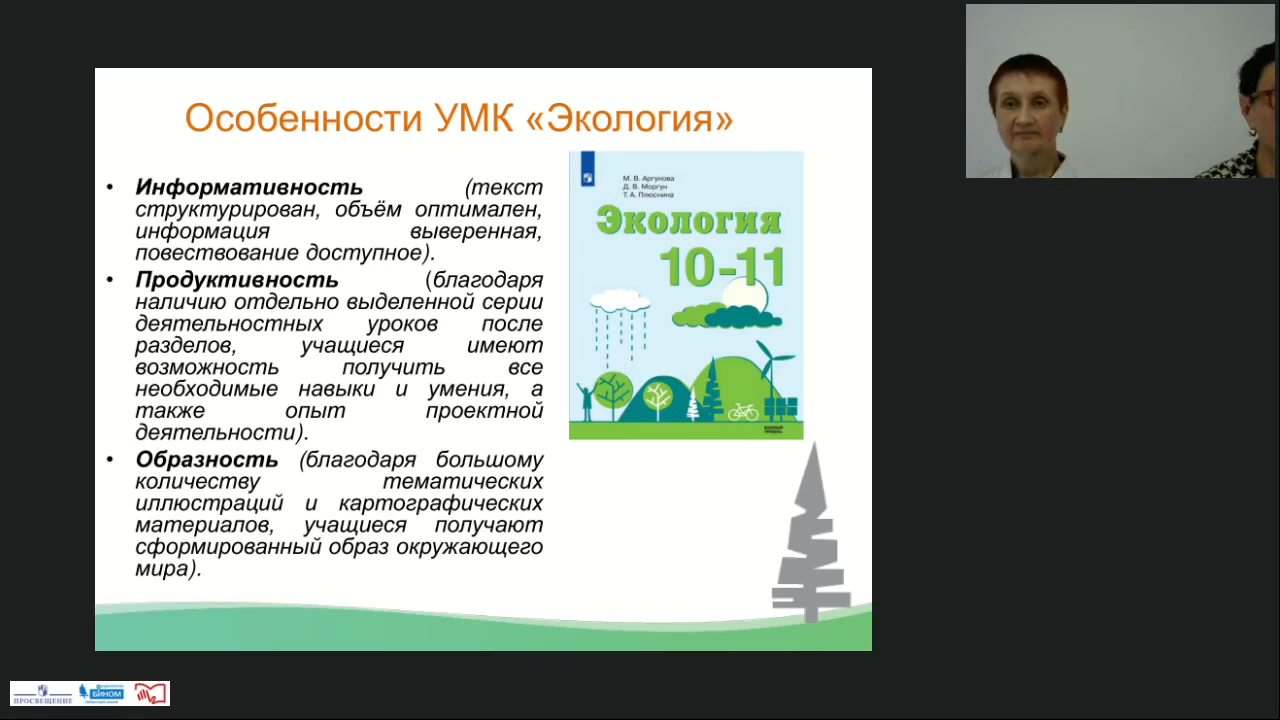 Особенности УМК «Экология»
• Информативность (текст
структурирован, объём оптимален,
информация выверенная,
повествование доступное).
• Продуктивность (благодаря
наличию отдельно выделенной серии
деятельностных уроков после
разделов, учащиеся имеют
возможность получить все
необходимые навыки и умения, а
также опыт проектной
деятельности).
• Образность (благодаря большому
количеству тематических
иллюстраций и картографических
материалов, учащиеся получают
сформированный образ окружающего
мира).
М. В. Аргунова
Д. В. Моргун
Т. А. Плюснина
Экология
10-11
ПРОСВЕЩЕНИЕ
БИНОМ